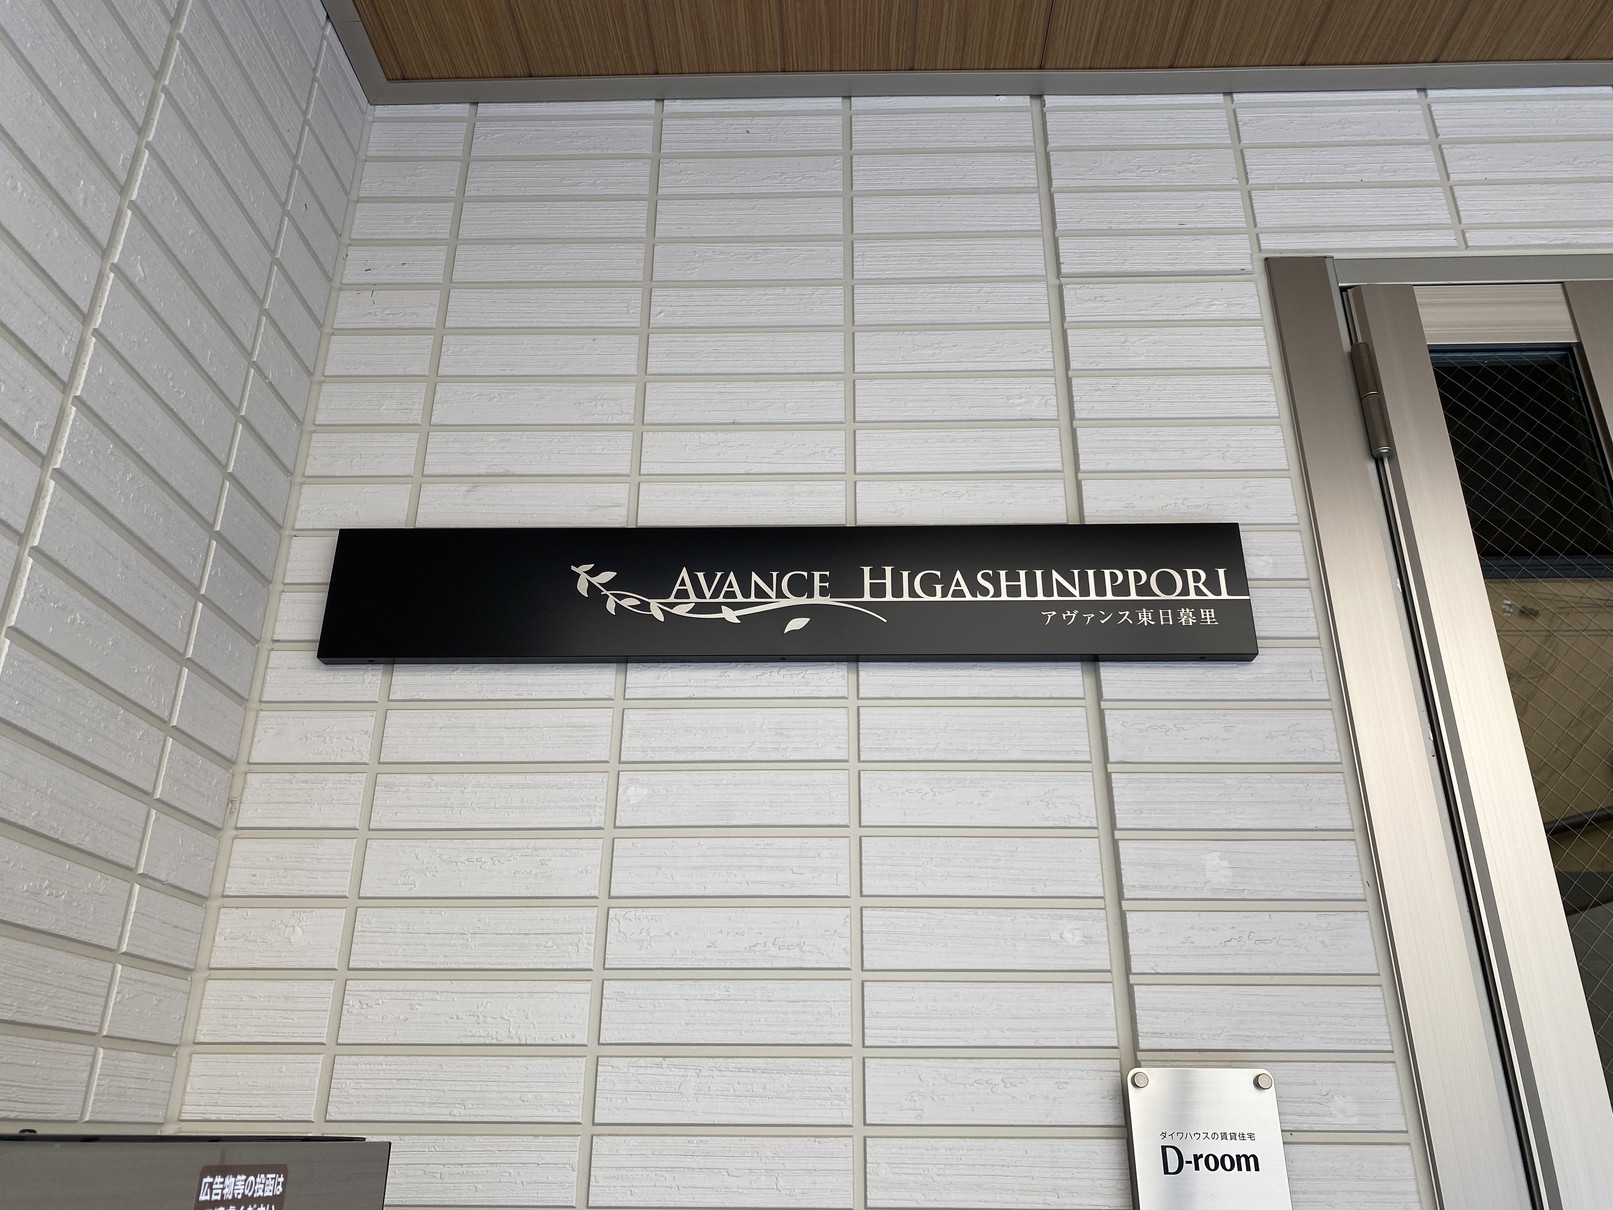 AVANCE HIGASHINIPPORI
アヴァンス東日暮里
ダイワハウスの賃貸住宅
D-room
広告物等の投函は